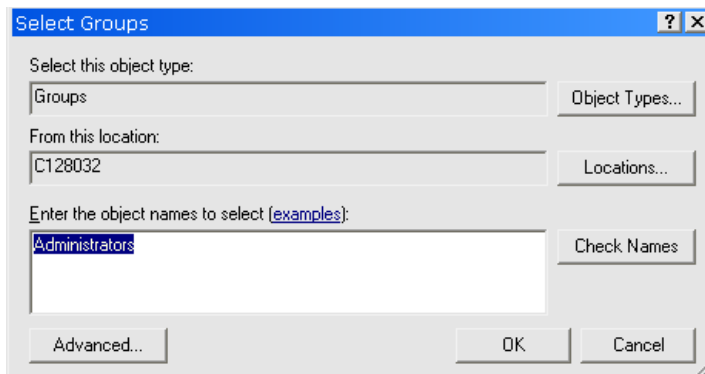 Select Groups
Select this object type:
Groups
Object Types...
From this location:
C128032
Locations...
Enter the object names to select (examples):
Administrators
Check Names
Advanced...
OK
Cancel